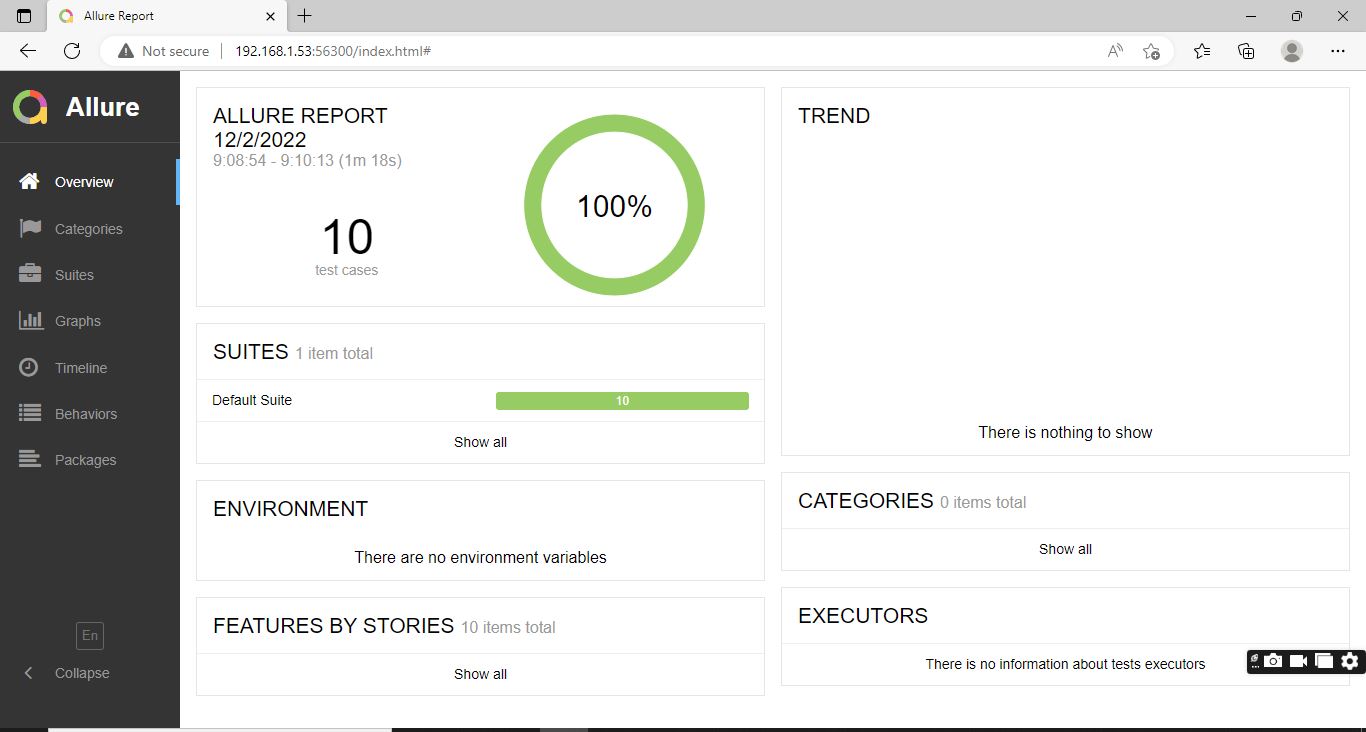 Allure Report
Not secure
192.168.1.53:56300/index.html#
Allure
Overview
Categories
Suites
Graphs
Timeline
Behaviors
Packages
En
Collapse
ALLURE REPORT
12/2/2022
9:08:54 - 9:10:13 (1m 18s)
10
test cases
100%
SUITES 1 item total
Default Suite 10
Show all
ENVIRONMENT
There are no environment variables
FEATURES BY STORIES 10 items total
Show all
TREND
There is nothing to show
CATEGORIES 0 items total
Show all
EXECUTORS
There is no information about tests executors